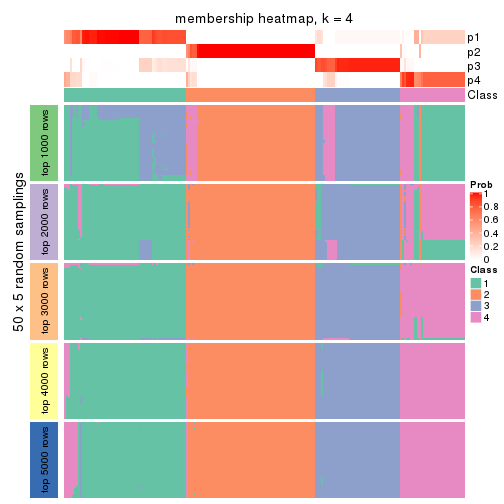 membership heatmap, k = 4
p1
p2
p3
p4
Class
50 x 5 random samplings
top 1000 rows
top 2000 rows
top 3000 rows
top 4000 rows
top 5000 rows
Prob
1
0.8
0.6
0.4
0.2
0
Class
1
2
3
4